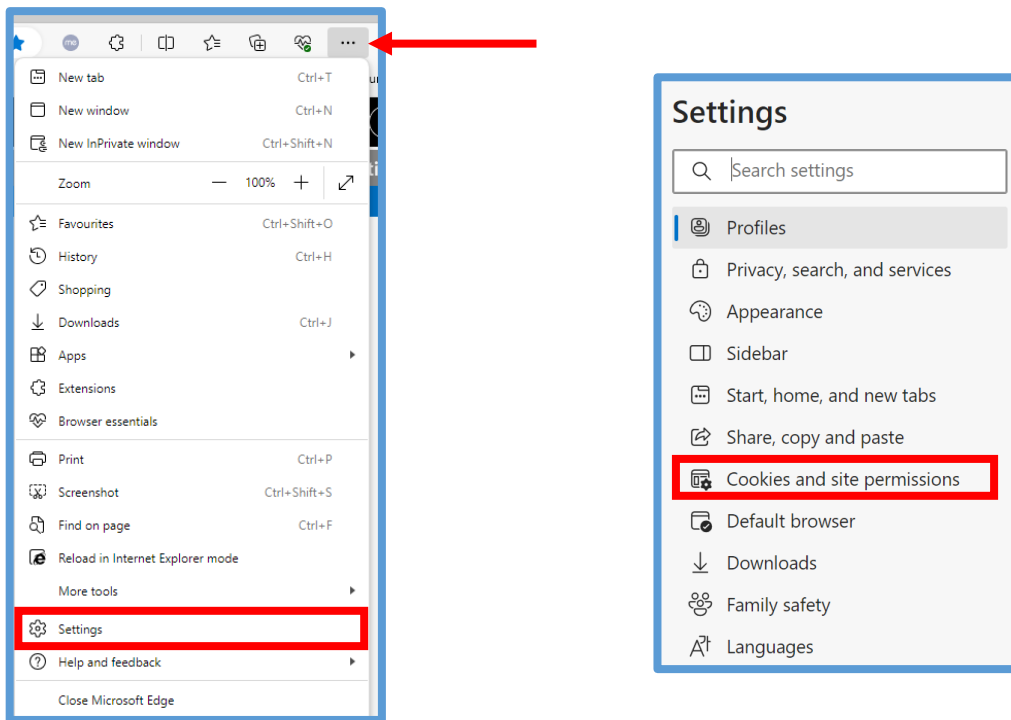 me
New tab Ctrl+T
New window Ctrl+N
New InPrivate window Ctrl+Shift+N
Zoom 100%
Favourites Ctrl+Shift+O
History Ctrl+H
Shopping
Downloads Ctrl+J
Apps
Extensions
Browser essentials
Print Ctrl+P
Screenshot Ctrl+Shift+S
Find on page Ctrl+F
Reload in Internet Explorer mode
More tools
Settings
Help and feedback
Close Microsoft Edge
Settings
Search settings
Profiles
Privacy, search, and services
Appearance
Sidebar
Start, home, and new tabs
Share, copy and paste
Cookies and site permissions
Default browser
Downloads
Family safety
Languages